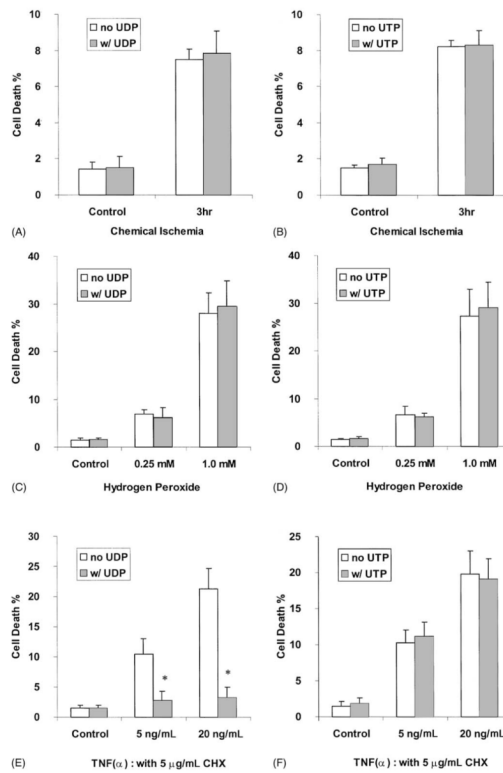 10
8
6
4
2
0
Cell Death %
no UDP
w/ UDP
Control
3hr
(A)
Chemical Ischemia
10
8
6
4
2
0
Cell Death %
no UTP
w/ UTP
Control
3hr
(B)
Chemical Ischemia
40
30
20
10
0
Cell Death %
no UDP
w/ UDP
Control
0.25 mM
1.0 mM
(C)
Hydrogen Peroxide
40
30
20
10
0
Cell Death %
no UTP
w/ UTP
Control
0.25 mM
1.0 mM
(D)
Hydrogen Peroxide
30
25
20
15
10
5
0
Cell Death %
no UDP
w/ UDP
*
*
Control
5 ng/mL
20 ng/mL
(E)
TNF(α) : with 5 μg/mL CHX
25
20
15
10
5
0
Cell Death %
no UTP
w/ UTP
Control
5 ng/mL
20 ng/mL
(F)
TNF(α) : with 5 μg/mL CHX